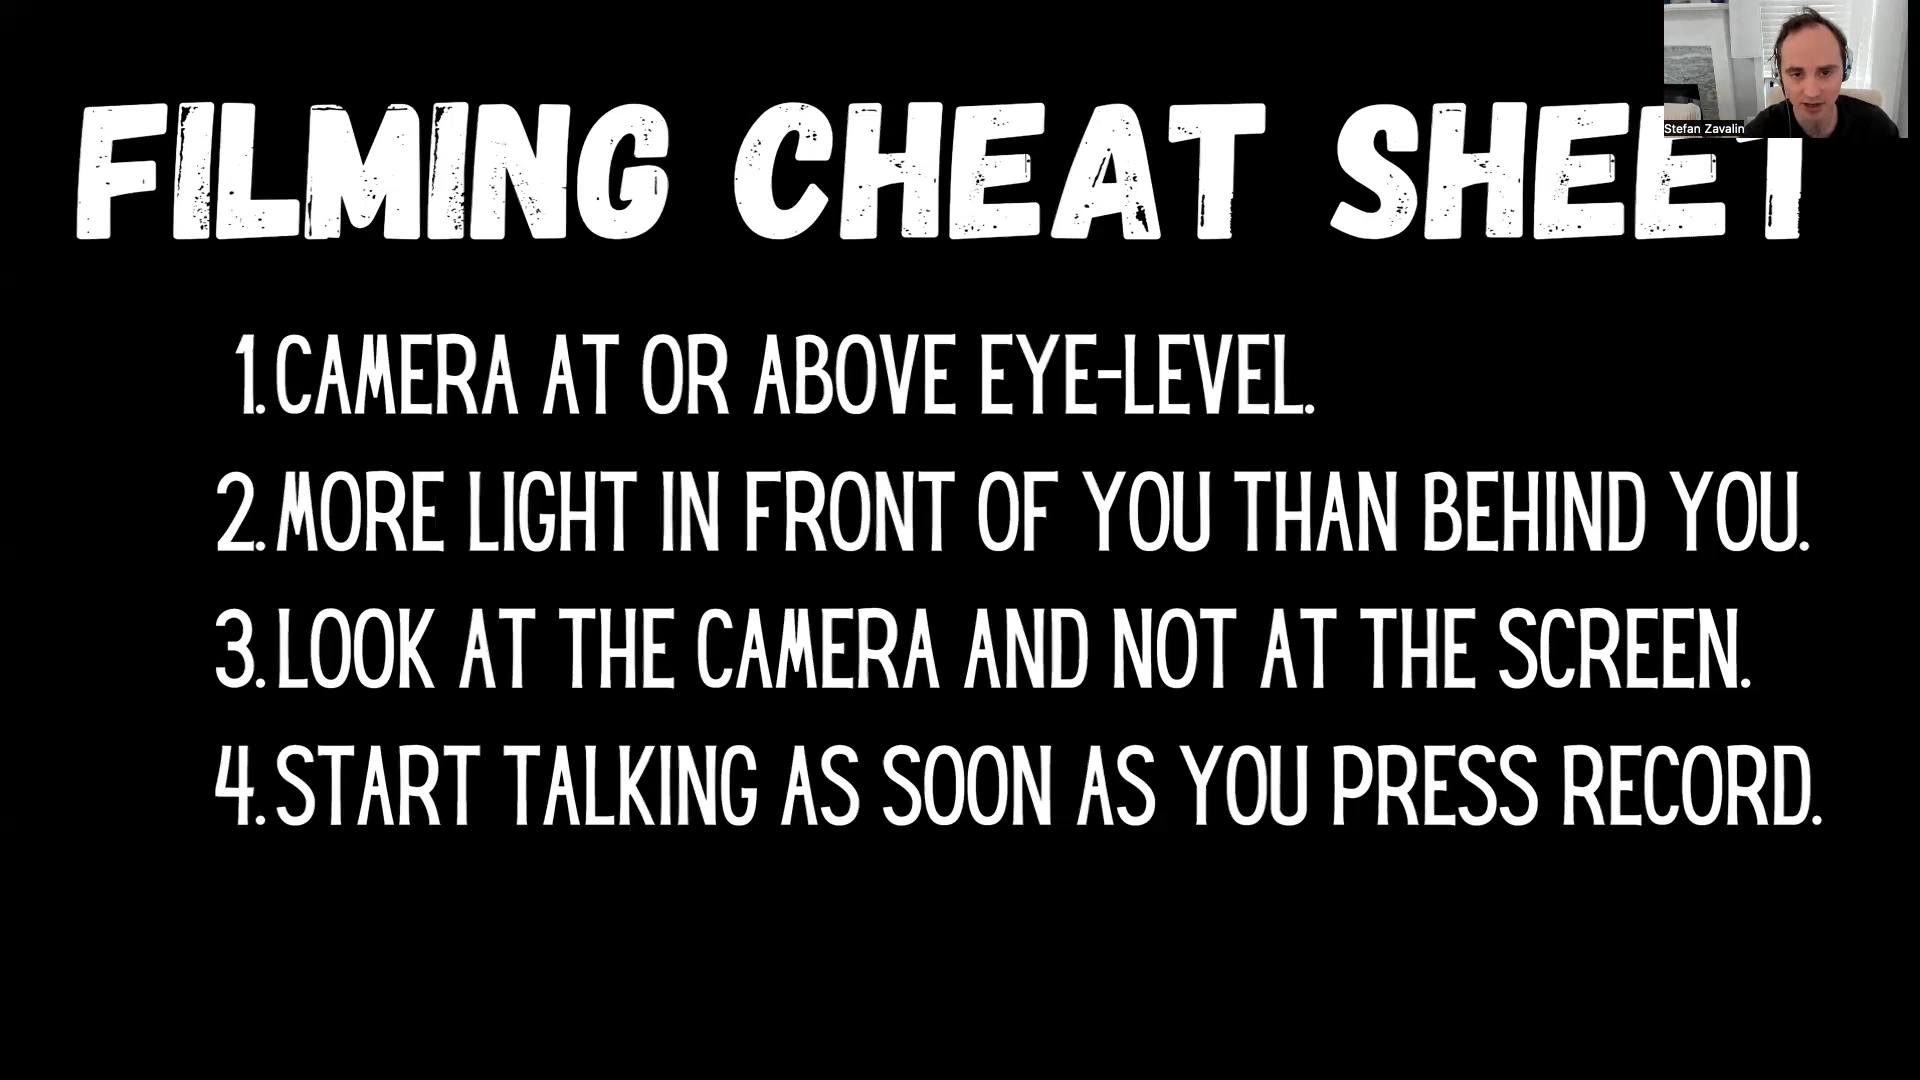 FILMING CHEAT SHEET
Stefan Zavalin
1. CAMERA AT OR ABOVE EYE-LEVEL.
2. MORE LIGHT IN FRONT OF YOU THAN BEHIND YOU.
3. LOOK AT THE CAMERA AND NOT AT THE SCREEN.
4. START TALKING AS SOON AS YOU PRESS RECORD.